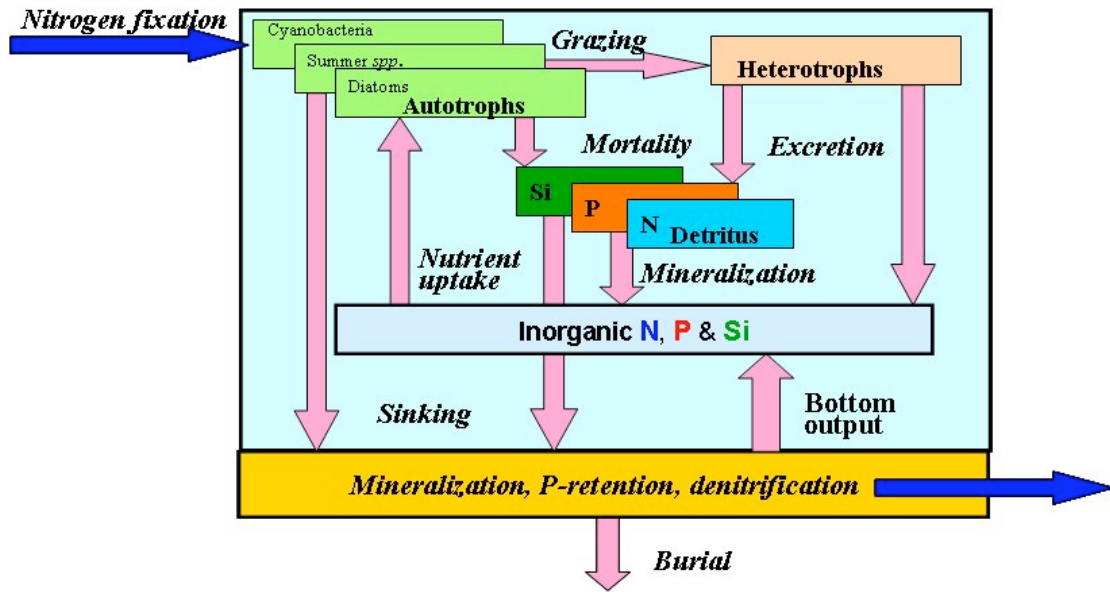 Nitrogen fixation
Cyanobacteria
Summer spp.
Diatoms
Autotrophs
Grazing
Heterotrophs
Mortality
Excretion
Si
P
N Detritus
Nutrient
uptake
Mineralization
Inorganic N, P & Si
Sinking
Bottom
output
Mineralization, P-retention, denitrification
Burial